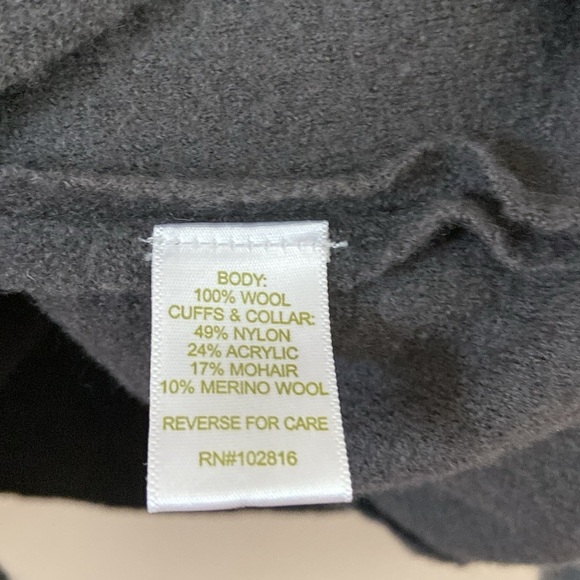 BODY:
100% WOOL
CUFFS & COLLAR:
49% NYLON
24% ACRYLIC
17% MOHAIR
10% MERINO WOOL
REVERSE FOR CARE
RN#102816